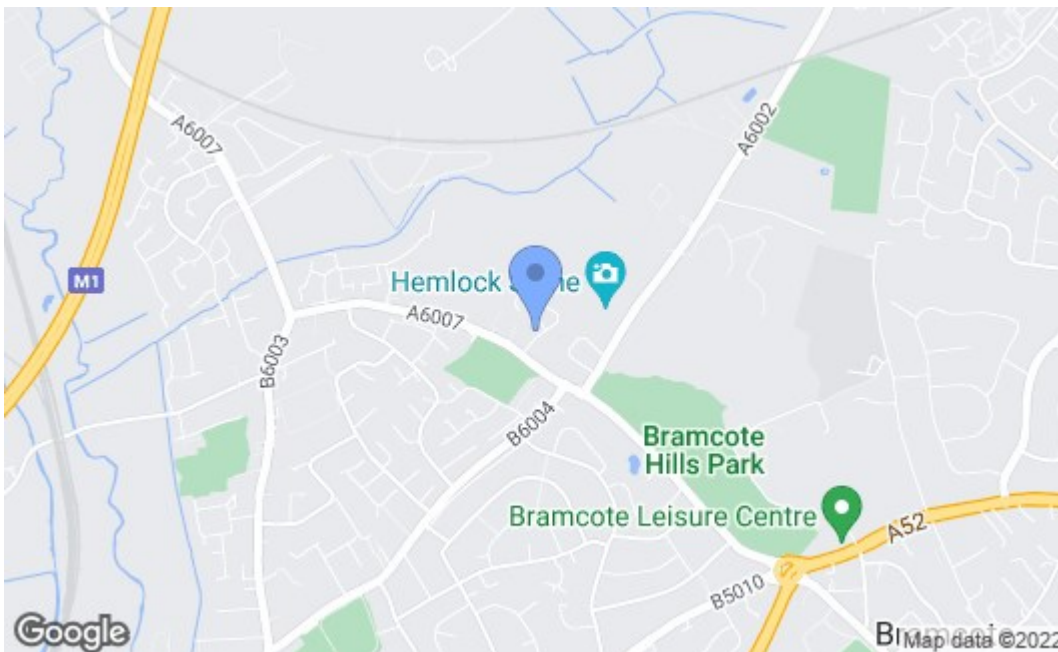 A6007
A6002
M1
Hemlock
A6007
B6003
B6004
Bramcote
Hills Park
Bramcote Leisure Centre
A52
B5010
Google
Map data ©2022